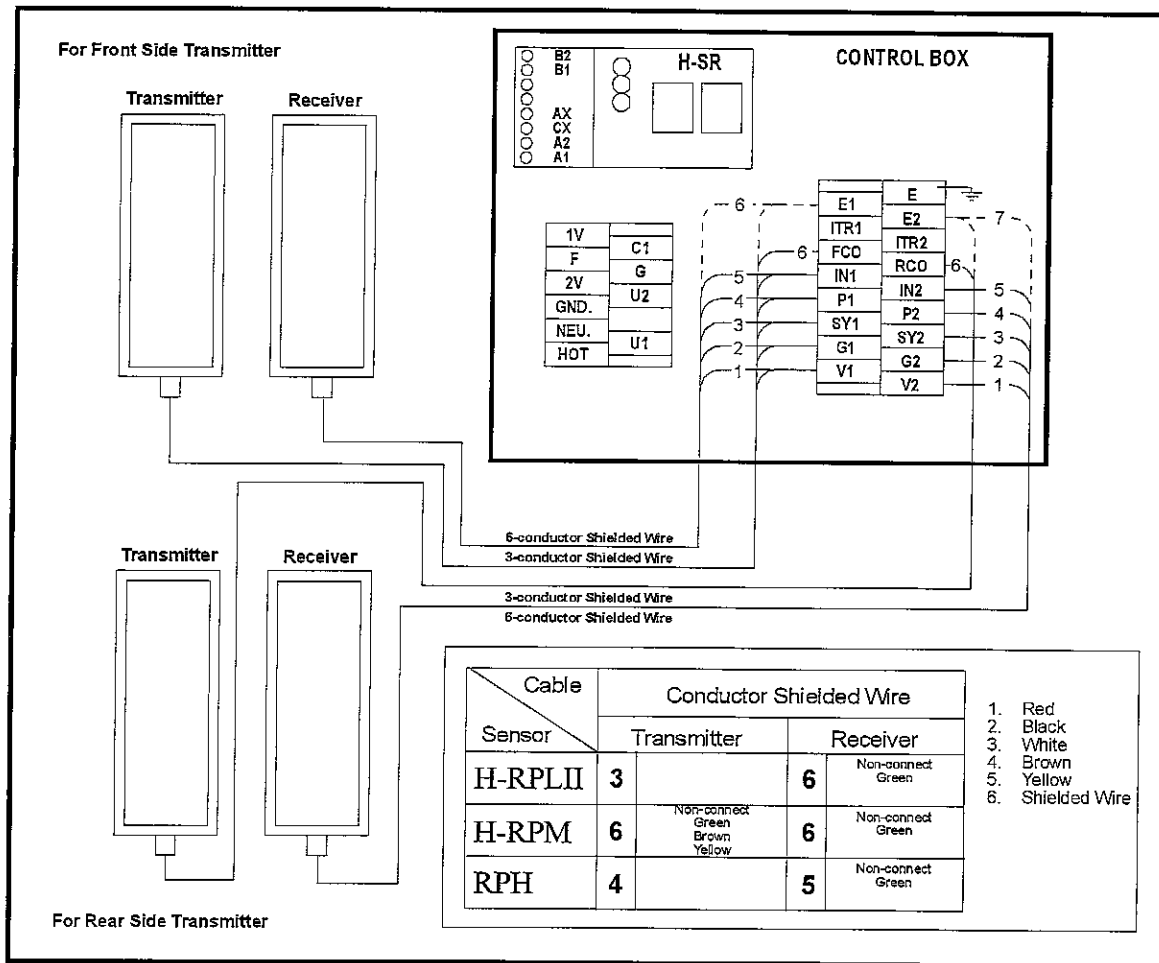 For Front Side Transmitter
Transmitter
Receiver
CONTROL BOX
H-SR
B2
B1
AX
CX
A2
A1
1V
F
2V
GND.
NEU.
HOT
C1
G
U2
U1
E1
ITR1
FCO
IN1
P1
SY1
G1
V1
E
E2
ITR2
RCO
IN2
P2
SY2
G2
V2
6
6
5
4
3
2
1
7
6
5
4
3
2
1
6-conductor Shielded Wire
3-conductor Shielded Wire
3-conductor Shielded Wire
6-conductor Shielded Wire
Transmitter
Receiver
For Rear Side Transmitter
Cable
Sensor
Conductor Shielded Wire
Transmitter
Receiver
H-RPLII 3 6 Non-connect
Green
H-RPM 6 Non-connect
Green
Brown
Yellow
6 Non-connect
Green
RPH 4 5 Non-connect
Green
1. Red
2. Black
3. White
4. Brown
5. Yellow
6. Shielded Wire